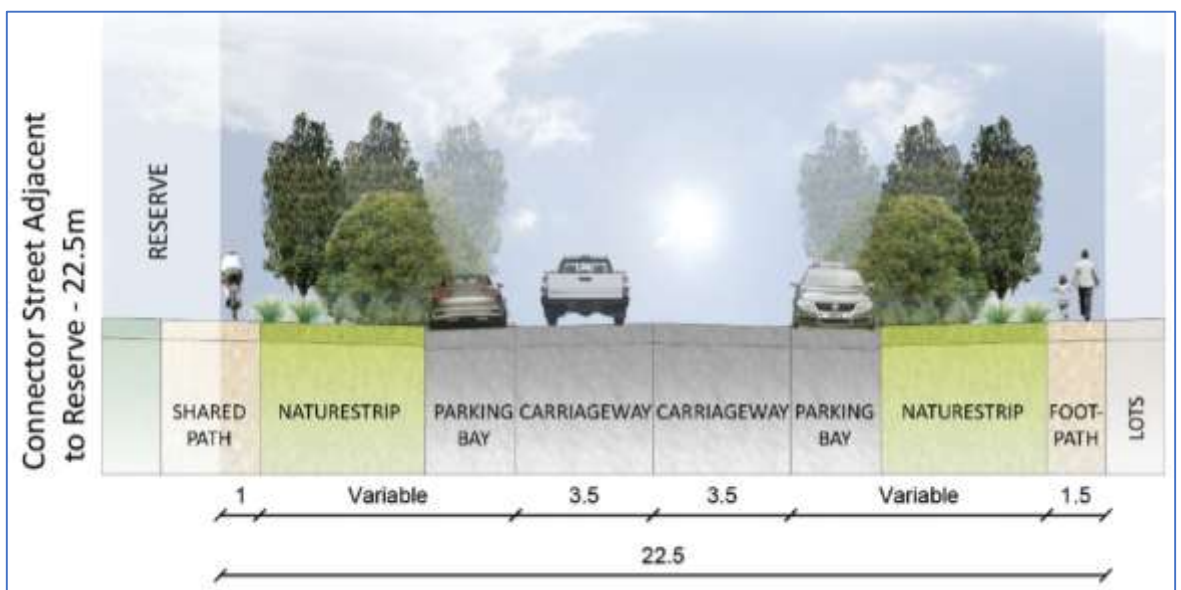 Connector Street Adjacent
to Reserve - 22.5m
RESERVE
SHARED
PATH
NATURESTRIP
PARKING
BAY
CARRIAGEWAY
CARRIAGEWAY
PARKING
BAY
NATURESTRIP
FOOT-
PATH
LOTS
1
Variable
3.5
3.5
Variable
1.5
22.5